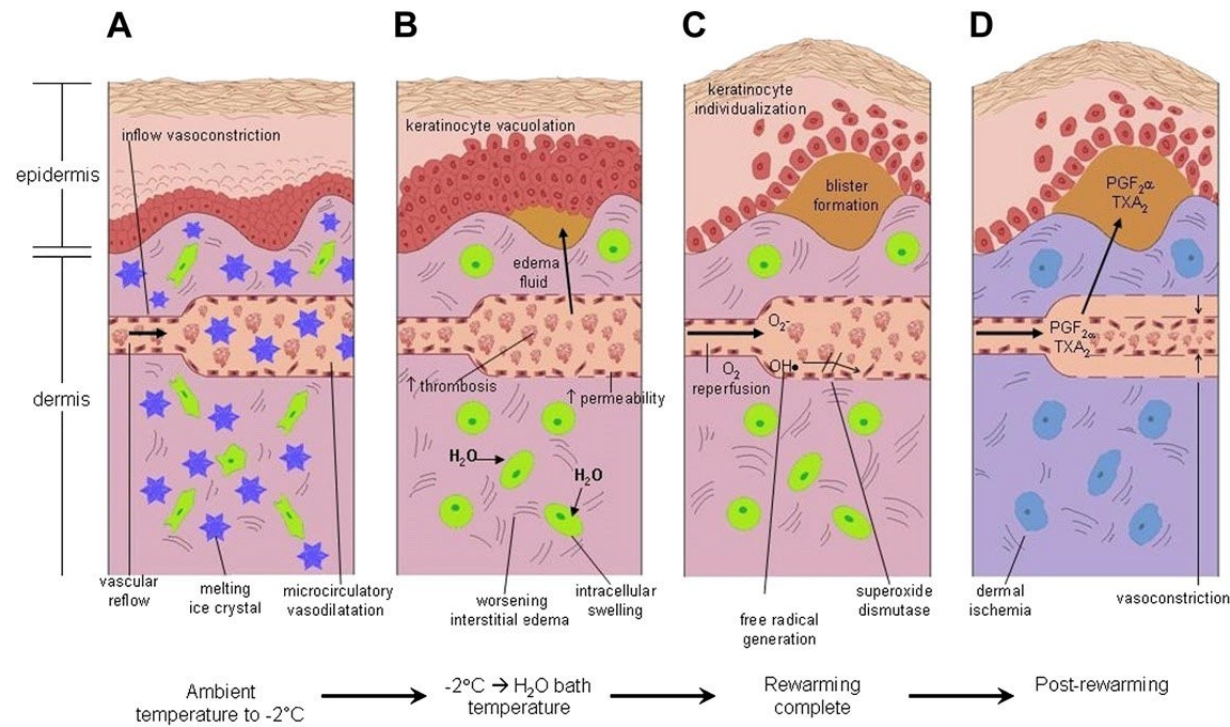 A
B
C
D
epidermis
dermis
inflow vasoconstriction
vascular
reflow
melting
ice crystal
microcirculatory
vasodilatation
keratinocyte vacuolation
edema
fluid
↑ thrombosis
↑ permeability
H₂O
H₂O
worsening
interstitial edema
intracellular
swelling
keratinocyte
individualization
blister
formation
O₂-
O₂
reperfusion
OH●
free radical
generation
superoxide
dismutase
PGF₂α
TXA₂
PGF₂α
TXA₂
dermal
ischemia
vasoconstriction
Ambient
temperature to -2°C
-2°C → H₂O bath
temperature
Rewarming
complete
Post-rewarming